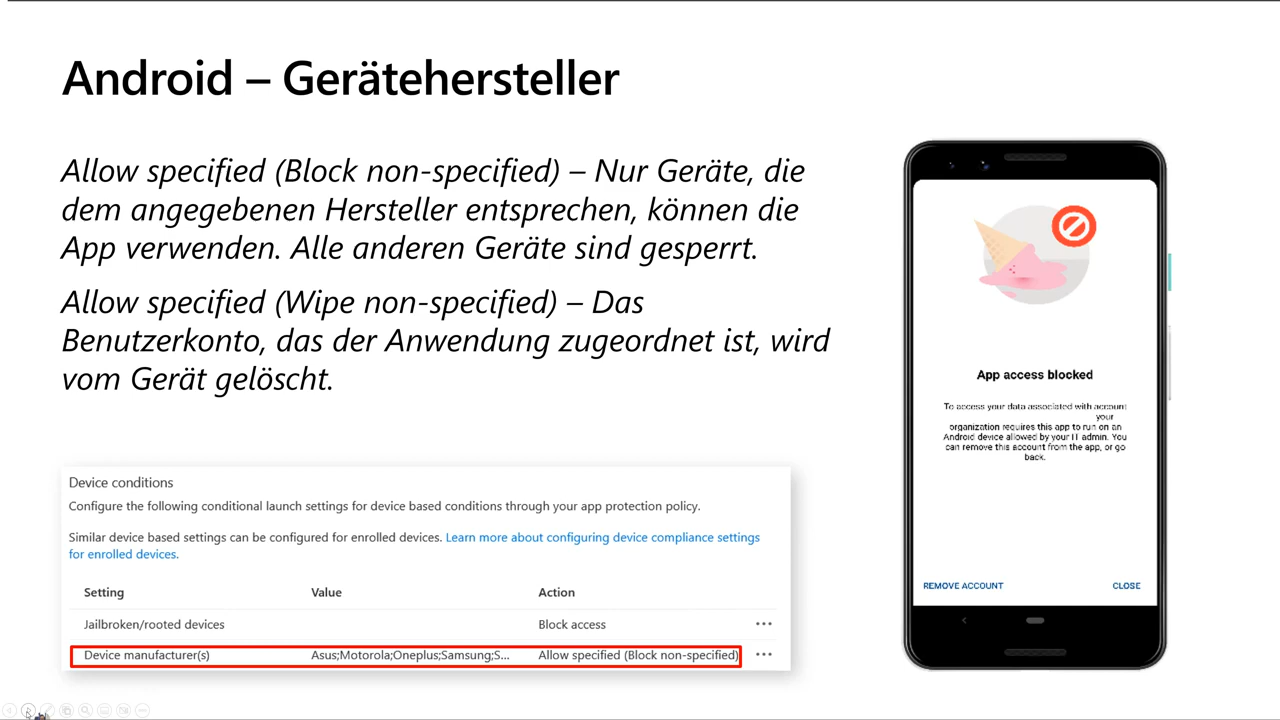 Android – Gerätehersteller
Allow specified (Block non-specified) – Nur Geräte, die
dem angegebenen Hersteller entsprechen, können die
App verwenden. Alle anderen Geräte sind gesperrt.
Allow specified (Wipe non-specified) – Das
Benutzerkonto, das der Anwendung zugeordnet ist, wird
vom Gerät gelöscht.
Device conditions
Configure the following conditional launch settings for device based conditions through your app protection policy.
Similar device based settings can be configured for enrolled devices. Learn more about configuring device compliance settings
for enrolled devices.
Setting Value Action
Jailbroken/rooted devices Block access
Device manufacturer(s) Asus;Motorola;Oneplus;Samsung;S... Allow specified (Block non-specified)
App access blocked
To access your data associated with account
your
organization requires this app to run on an
Android device allowed by your IT admin. You
can remove this account from the app, or go
back.
REMOVE ACCOUNT CLOSE